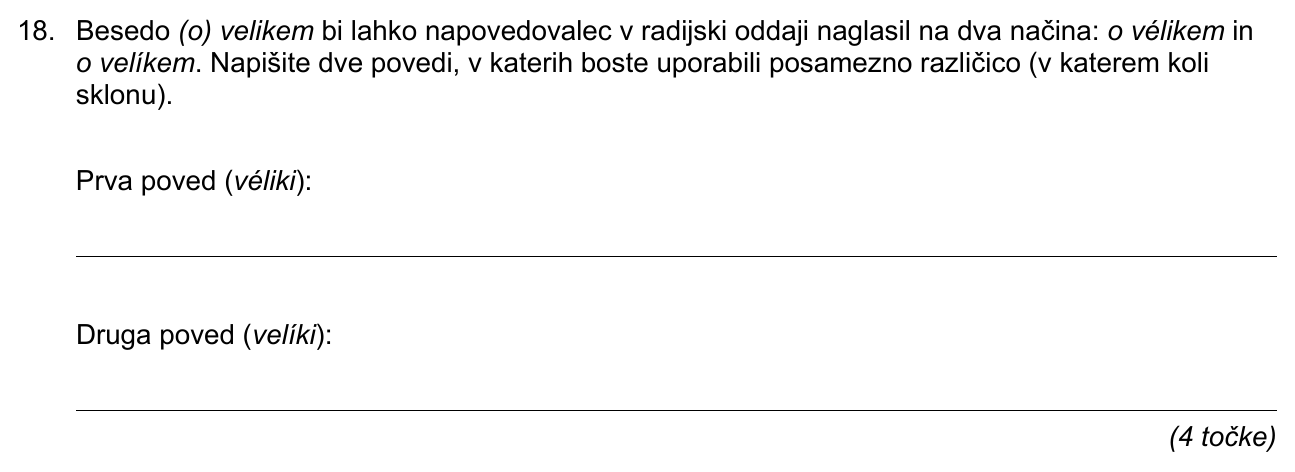 18. Besedo (o) velikem bi lahko napovedovalec v radijski oddaji naglasil na dva načina: o vélikem in
o velíkem. Napišite dve povedi, v katerih boste uporabili posamezno različico (v katerem koli
sklonu).
Prva poved (véliki):
Druga poved (velíki):
(4 točke)